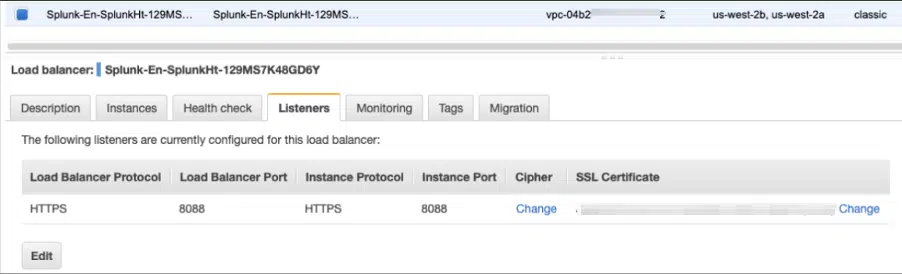 Splunk-En-SplunkHt-129MS... Splunk-En-SplunkHt-129MS... vpc-04b2 2 us-west-2b, us-west-2a classic
Load balancer: Splunk-En-SplunkHt-129MS7K48GD6Y
Description Instances Health check Listeners Monitoring Tags Migration
The following listeners are currently configured for this load balancer:
Load Balancer Protocol Load Balancer Port Instance Protocol Instance Port Cipher SSL Certificate
HTTPS 8088 HTTPS 8088 Change Change
Edit